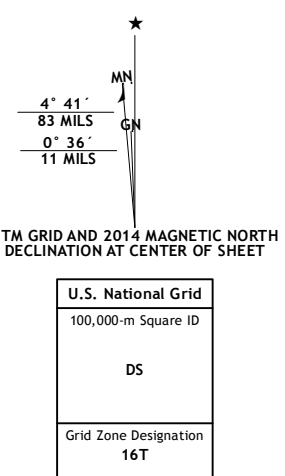 ★
MN
4° 41´
83 MILS
GN
0° 36´
11 MILS
TM GRID AND 2014 MAGNETIC NORTH
DECLINATION AT CENTER OF SHEET
U.S. National Grid
100,000-m Square ID
DS
Grid Zone Designation
16T